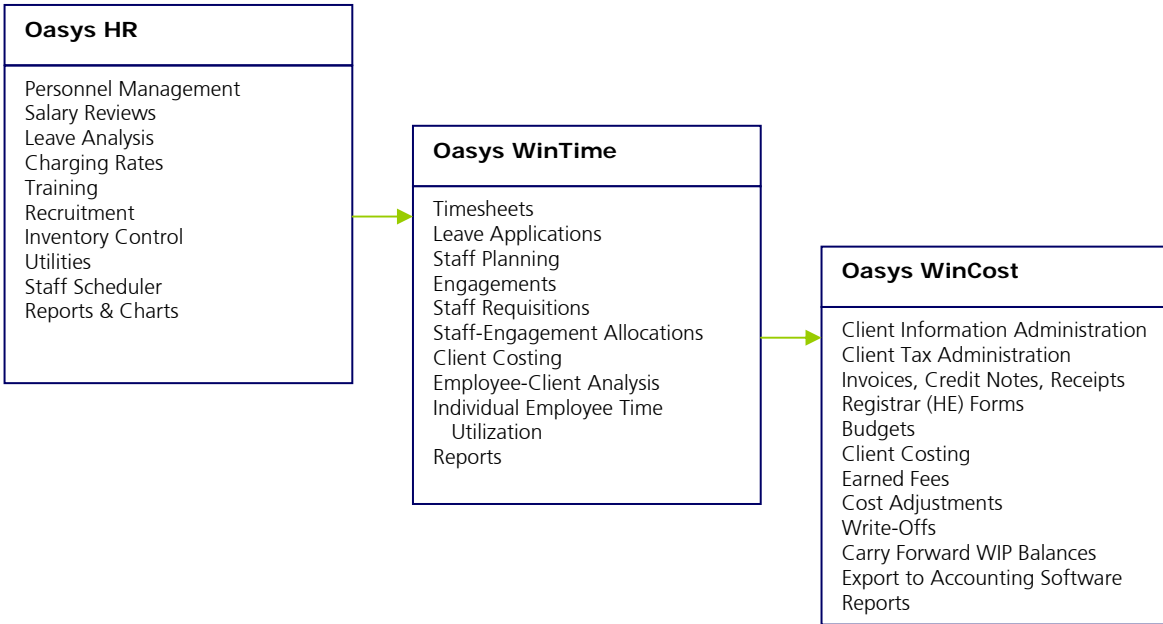 Oasys HR
Personnel Management
Salary Reviews
Leave Analysis
Charging Rates
Training
Recruitment
Inventory Control
Utilities
Staff Scheduler
Reports & Charts
Oasys WinTime
Timesheets
Leave Applications
Staff Planning
Engagements
Staff Requisitions
Staff-Engagement Allocations
Client Costing
Employee-Client Analysis
Individual Employee Time
Utilization
Reports
Oasys WinCost
Client Information Administration
Client Tax Administration
Invoices, Credit Notes, Receipts
Registrar (HE) Forms
Budgets
Client Costing
Earned Fees
Cost Adjustments
Write-Offs
Carry Forward WIP Balances
Export to Accounting Software
Reports